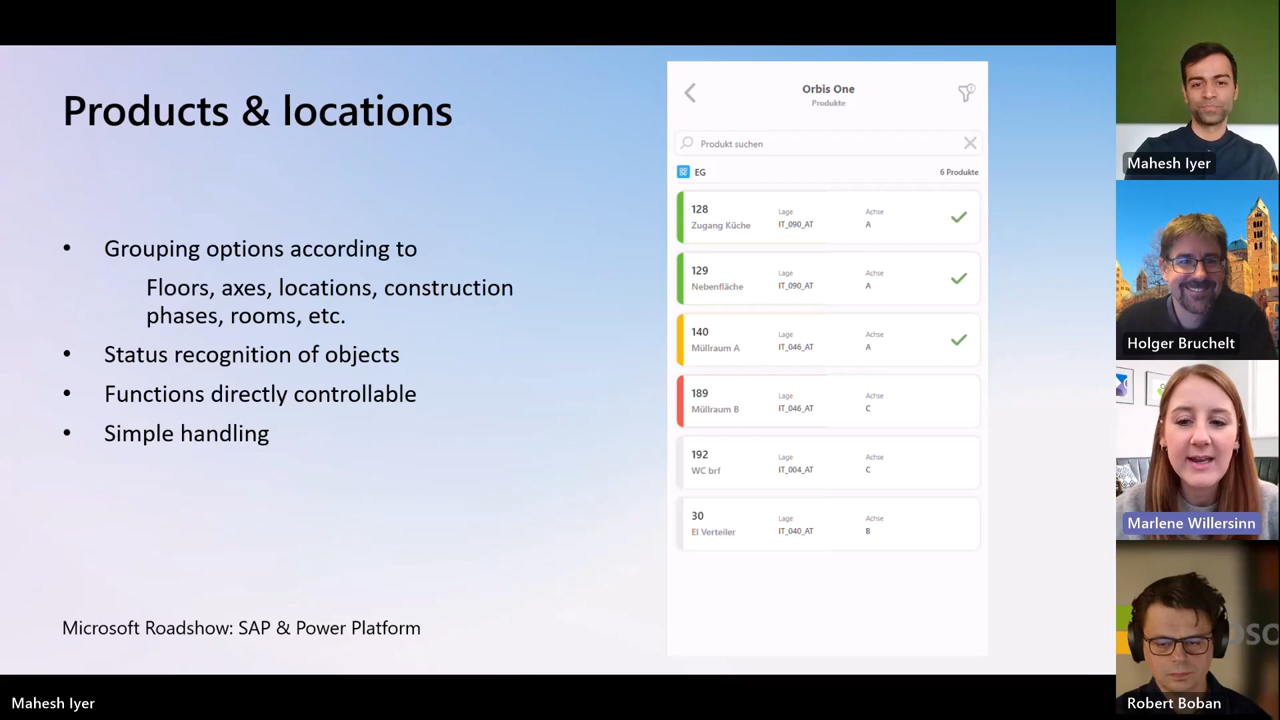 Products & locations
• Grouping options according to
Floors, axes, locations, construction
phases, rooms, etc.
• Status recognition of objects
• Functions directly controllable
• Simple handling
Microsoft Roadshow: SAP & Power Platform
Orbis One
Produkte
Produkt suchen
EG
6 Produkte
128
Zugang Küche
Lage
IT_090_AT
Achse
A
129
Nebenfläche
Lage
IT_090_AT
Achse
A
140
Müllraum A
Lage
IT_046_AT
Achse
A
189
Müllraum B
Lage
IT_046_AT
Achse
C
192
WC brf
Lage
IT_004_AT
Achse
C
30
El Verteiler
Lage
IT_040_AT
Achse
B
Mahesh Iyer
Holger Bruchelt
Marlene Willersinn
Robert Boban
Mahesh Iyer